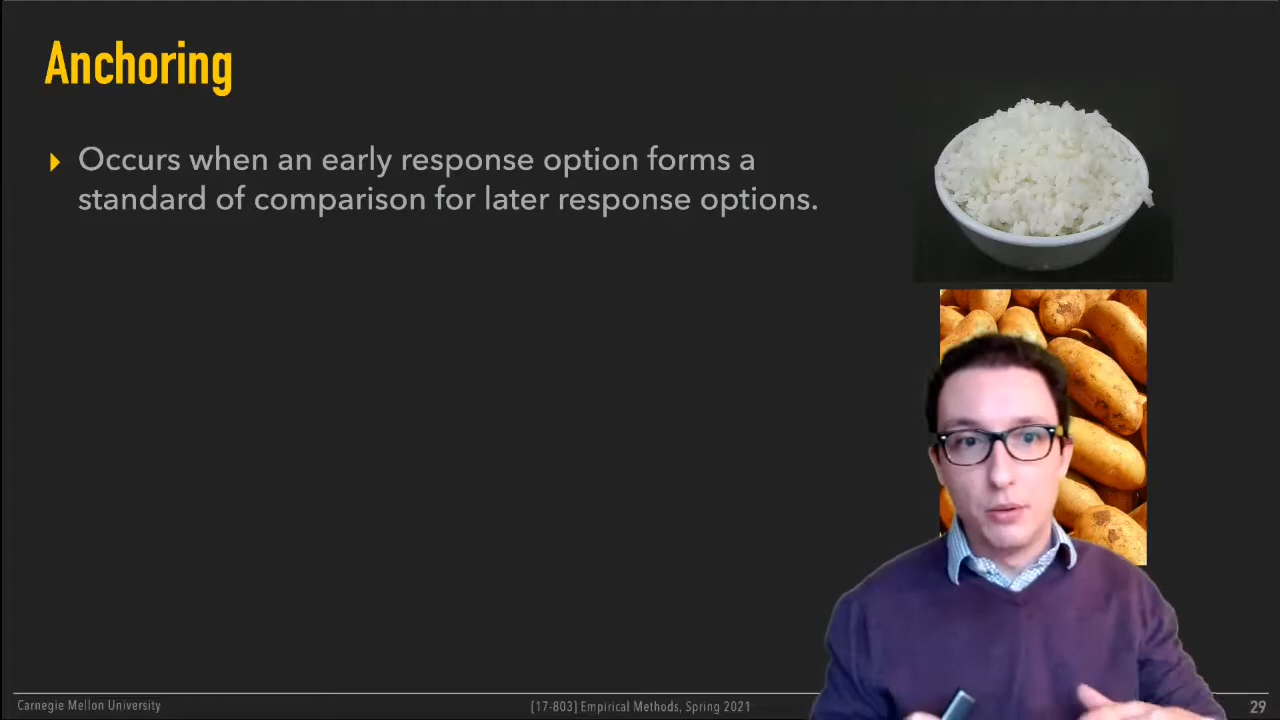 Anchoring
Occurs when an early response option forms a
standard of comparison for later response options.
Carnegie Mellon University
[17-803] Empirical Methods, Spring 2021
29